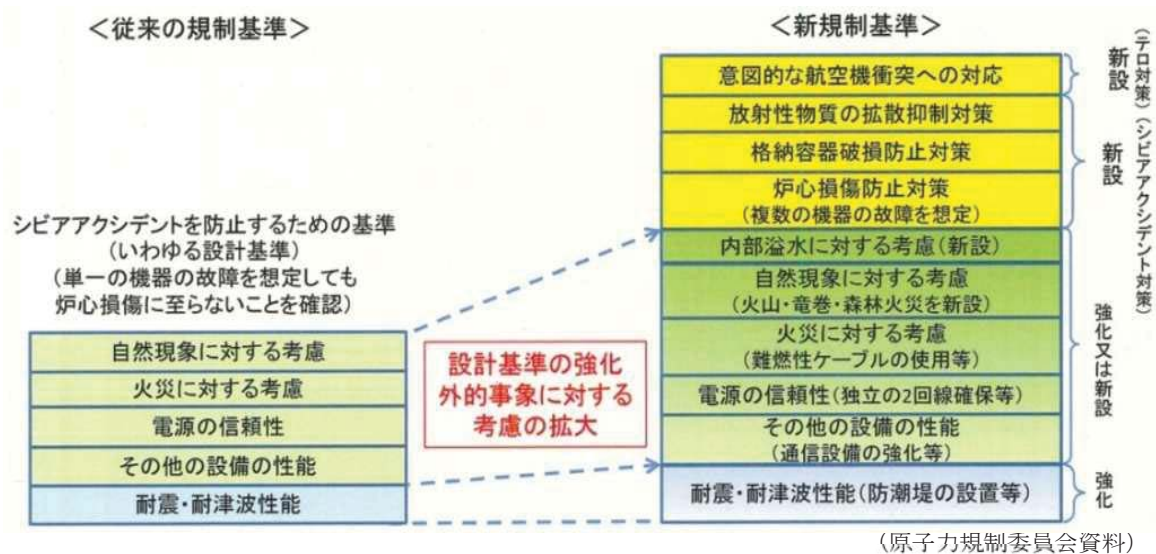 <従来の規制基準>
シビアアクシデントを防止するための基準
(いわゆる設計基準)
(単一の機器の故障を想定しても
炉心損傷に至らないことを確認)
自然現象に対する考慮
火災に対する考慮
電源の信頼性
その他の設備の性能
耐震・耐津波性能
設計基準の強化
外的事象に対する
考慮の拡大
<新規制基準>
意図的な航空機衝突への対応
放射性物質の拡散抑制対策
格納容器破損防止対策
炉心損傷防止対策
(複数の機器の故障を想定)
内部溢水に対する考慮(新設)
自然現象に対する考慮
(火山・竜巻・森林火災を新設)
火災に対する考慮
(難燃性ケーブルの使用等)
電源の信頼性(独立の2回線確保等)
その他の設備の性能
(通信設備の強化等)
耐震・耐津波性能(防潮堤の設置等)
新設
(テロ対策)
新設
(シビアアクシデント対策)
強化又は新設
強化
(原子力規制委員会資料)